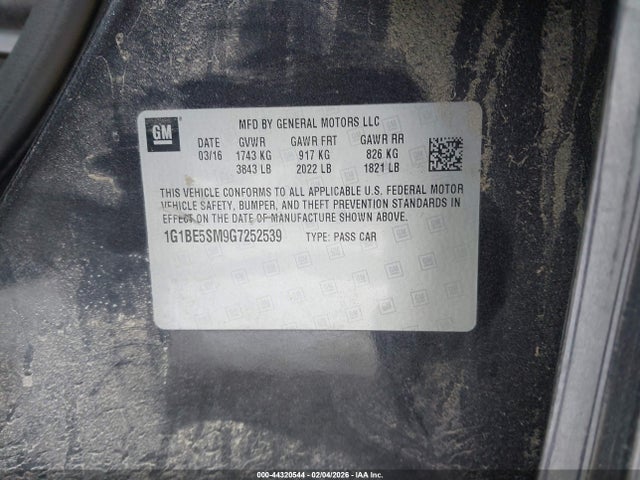 GM
MFD BY GENERAL MOTORS LLC
DATE GVWR GAWR FRT GAWR RR
03/16 1743 KG 917 KG 826 KG
3843 LB 2022 LB 1821 LB
THIS VEHICLE CONFORMS TO ALL APPLICABLE U.S. FEDERAL MOTOR
VEHICLE SAFETY, BUMPER, AND THEFT PREVENTION STANDARDS IN
EFFECT ON THE DATE OF MANUFACTURE SHOWN ABOVE.
1G1BE5SM9G7252539 TYPE: PASS CAR
000-44320544 - 02/04/2026 - IAA Inc.